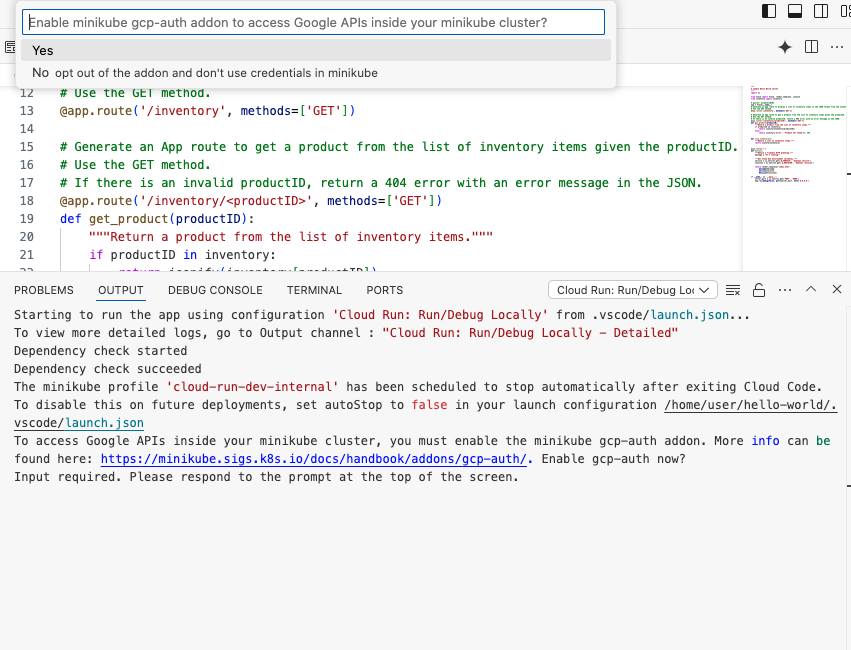 Enable minikube gcp-auth addon to access Google APIs inside your minikube cluster?
Yes
No opt out of the addon and don't use credentials in minikube
12 # Use the GET method.
13 @app.route('/inventory', methods=['GET'])
14
15 # Generate an App route to get a product from the list of inventory items given the productID.
16 # Use the GET method.
17 # If there is an invalid productID, return a 404 error with an error message in the JSON.
18 @app.route('/inventory/<productID>', methods=['GET'])
19 def get_product(productID):
20 """Return a product from the list of inventory items."""
21 if productID in inventory:
22 return jsonify(inventory[productID])
PROBLEMS OUTPUT DEBUG CONSOLE TERMINAL PORTS Cloud Run: Run/Debug Loc
Starting to run the app using configuration 'Cloud Run: Run/Debug Locally' from .vscode/launch.json...
To view more detailed logs, go to Output channel : "Cloud Run: Run/Debug Locally - Detailed"
Dependency check started
Dependency check succeeded
The minikube profile 'cloud-run-dev-internal' has been scheduled to stop automatically after exiting Cloud Code.
To disable this on future deployments, set autoStop to false in your launch configuration /home/user/hello-world/.
vscode/launch.json
To access Google APIs inside your minikube cluster, you must enable the minikube gcp-auth addon. More info can be
found here: https://minikube.sigs.k8s.io/docs/handbook/addons/gcp-auth/. Enable gcp-auth now?
Input required. Please respond to the prompt at the top of the screen.